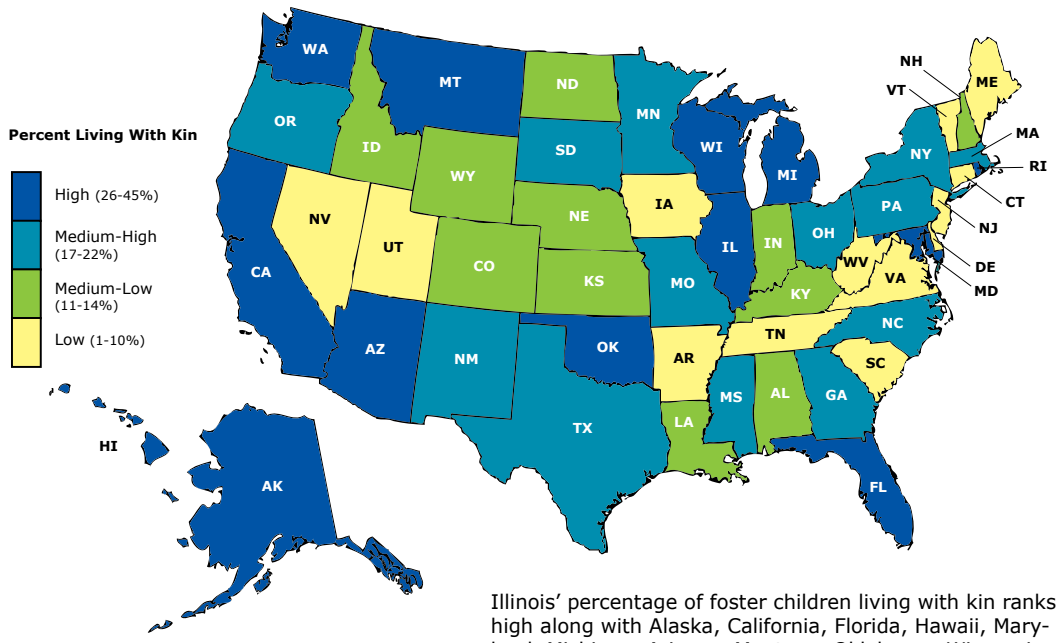 WA
MT
ND
MN
NH
VT
ME
OR
ID
SD
WI
MI
NY
MA
RI
CT
Percent Living With Kin
WY
NE
IA
PA
NJ
High (26-45%)
NV
UT
CO
KS
IL
IN
OH
WV
VA
DE
MD
Medium-High
(17-22%)
CA
MO
KY
Medium-Low
(11-14%)
TN
NC
Low (1-10%)
AZ
NM
OK
AR
SC
MS
AL
GA
TX
LA
HI
AK
FL
Illinois’ percentage of foster children living with kin ranks
high along with Alaska, California, Florida, Hawaii, Mary-